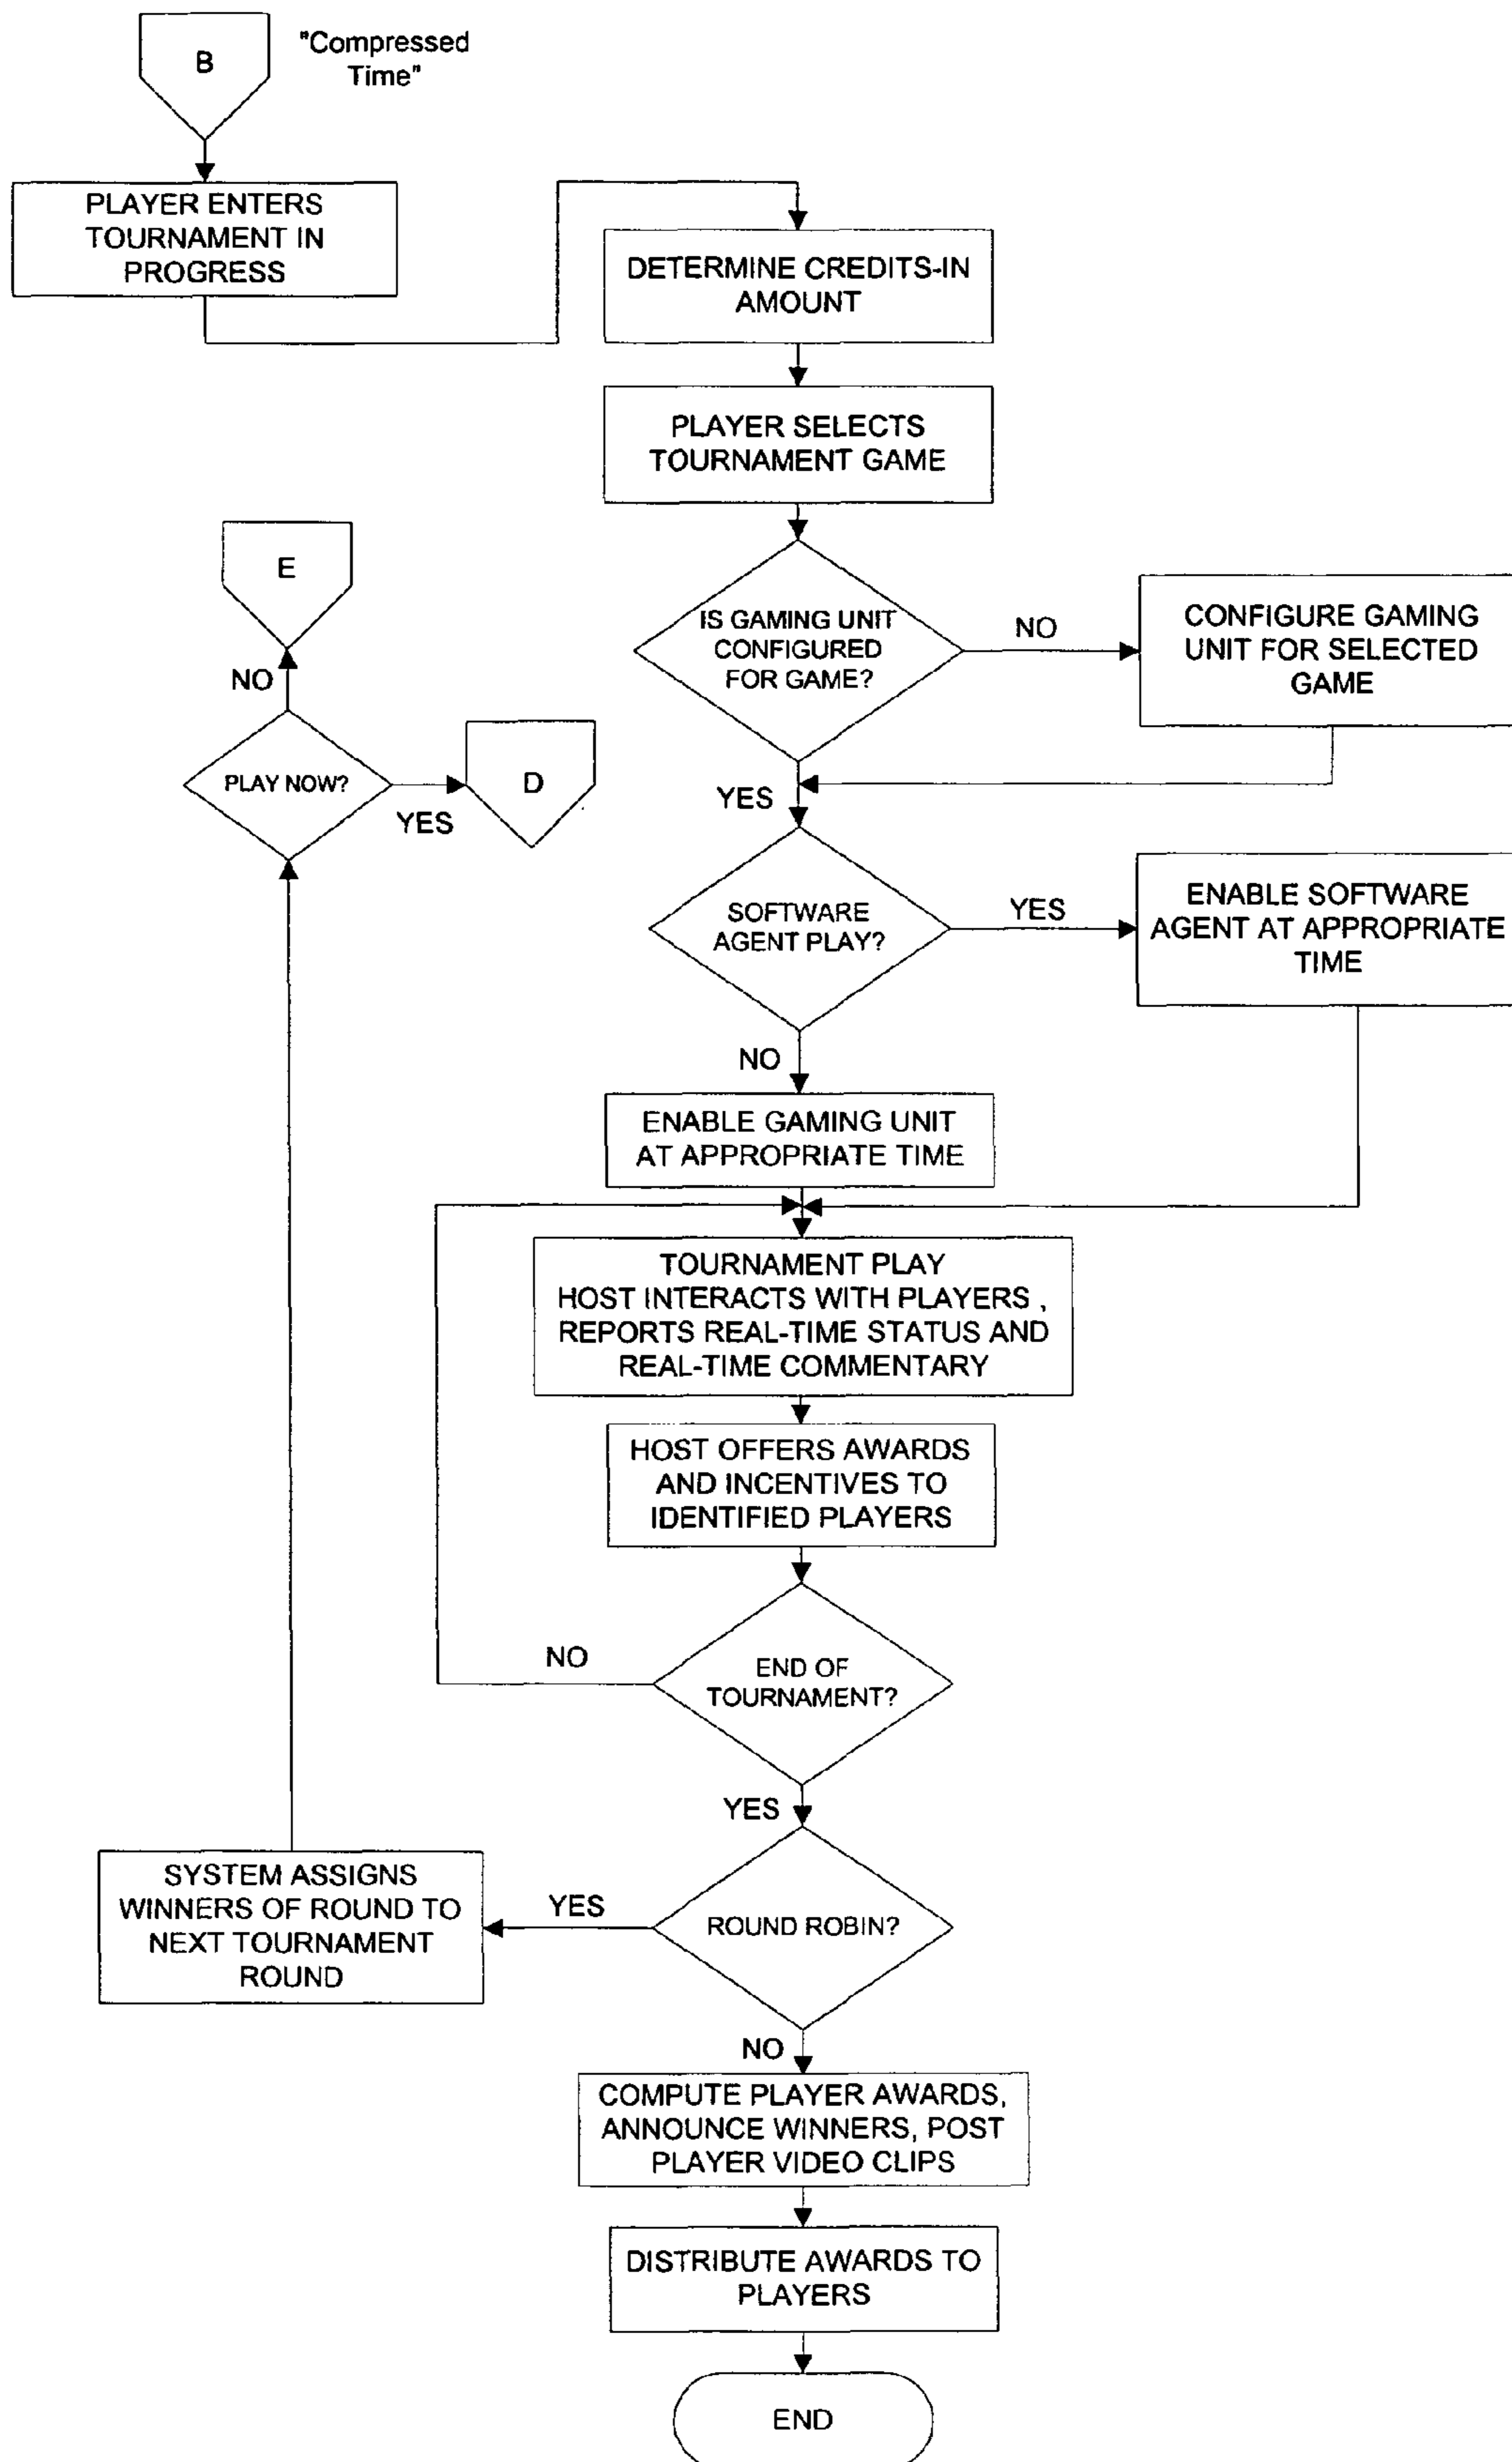 B
"Compressed
Time"
PLAYER ENTERS
TOURNAMENT IN
PROGRESS
DETERMINE CREDITS-IN
AMOUNT
PLAYER SELECTS
TOURNAMENT GAME
E
IS GAMING UNIT
CONFIGURED
FOR GAME?
NO
CONFIGURE GAMING
UNIT FOR SELECTED
GAME
NO
PLAY NOW?
YES
D
YES
SOFTWARE
AGENT PLAY?
YES
ENABLE SOFTWARE
AGENT AT APPROPRIATE
TIME
NO
ENABLE GAMING UNIT
AT APPROPRIATE TIME
TOURNAMENT PLAY
HOST INTERACTS WITH PLAYERS ,
REPORTS REAL-TIME STATUS AND
REAL-TIME COMMENTARY
HOST OFFERS AWARDS
AND INCENTIVES TO
IDENTIFIED PLAYERS
NO
END OF
TOURNAMENT?
YES
SYSTEM ASSIGNS
WINNERS OF ROUND TO
NEXT TOURNAMENT
ROUND
YES
ROUND ROBIN?
NO
COMPUTE PLAYER AWARDS,
ANNOUNCE WINNERS, POST
PLAYER VIDEO CLIPS
DISTRIBUTE AWARDS TO
PLAYERS
END